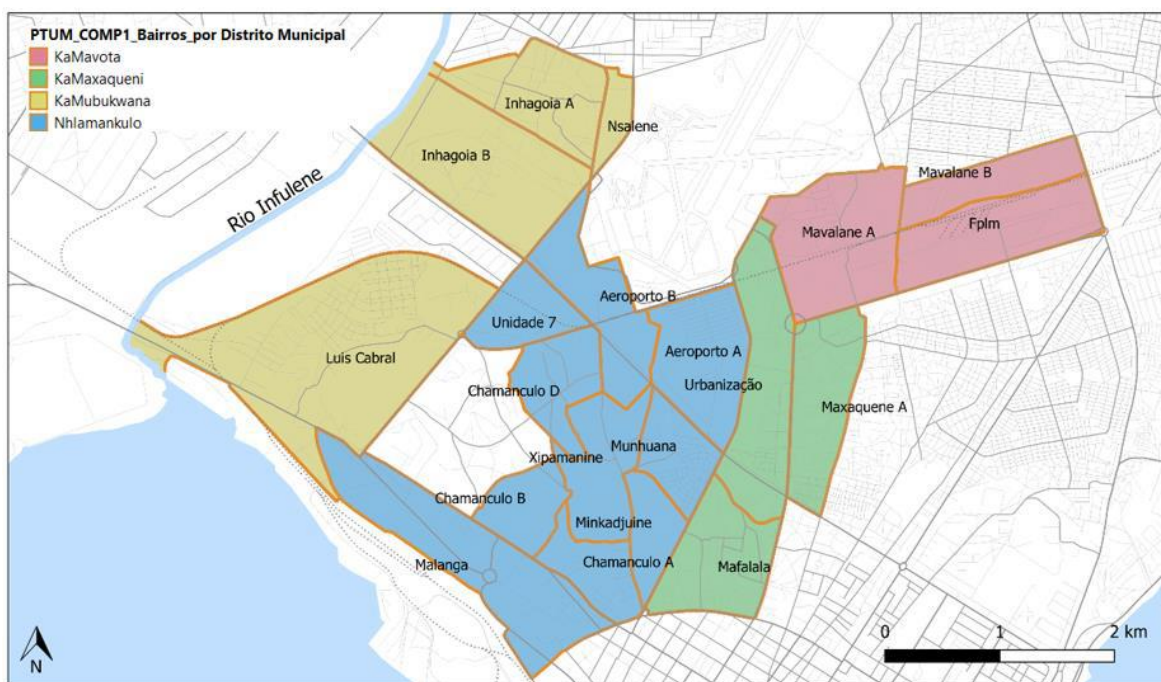 PTUM_COMP1_Bairros_por Distrito Municipal
KaMavota
KaMaxaqueni
KaMubukwana
Nhlamankulo
Inhagoia A
Nsalene
Inhagoia B
Rio Infulene
Mavalane B
Mavalane A
Fplm
Aeroporto B
Unidade 7
Aeroporto A
Luis Cabral
Chamanculo D
Urbanização
Maxaquene A
Munhuana
Xipamanine
Chamanculo B
Minkadjuine
Malanga
Chamanculo A
Mafalala
0 1 2 km
N